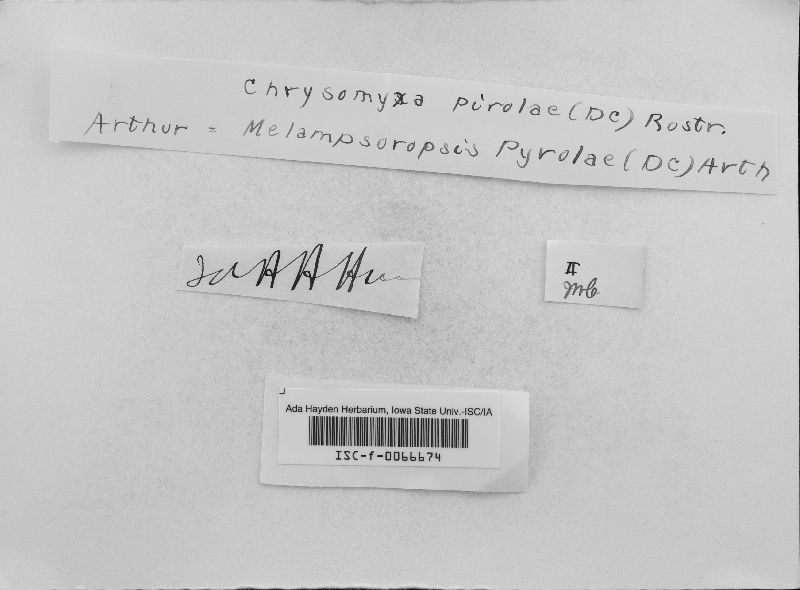 Chrysomyxa pirolae (DC) Rostr.
Arthur = Melampsoropsis Pyrolae (DC) Arth
II
Ada Hayden Herbarium, Iowa State Univ.-ISC/IA
ISC-f-0066674